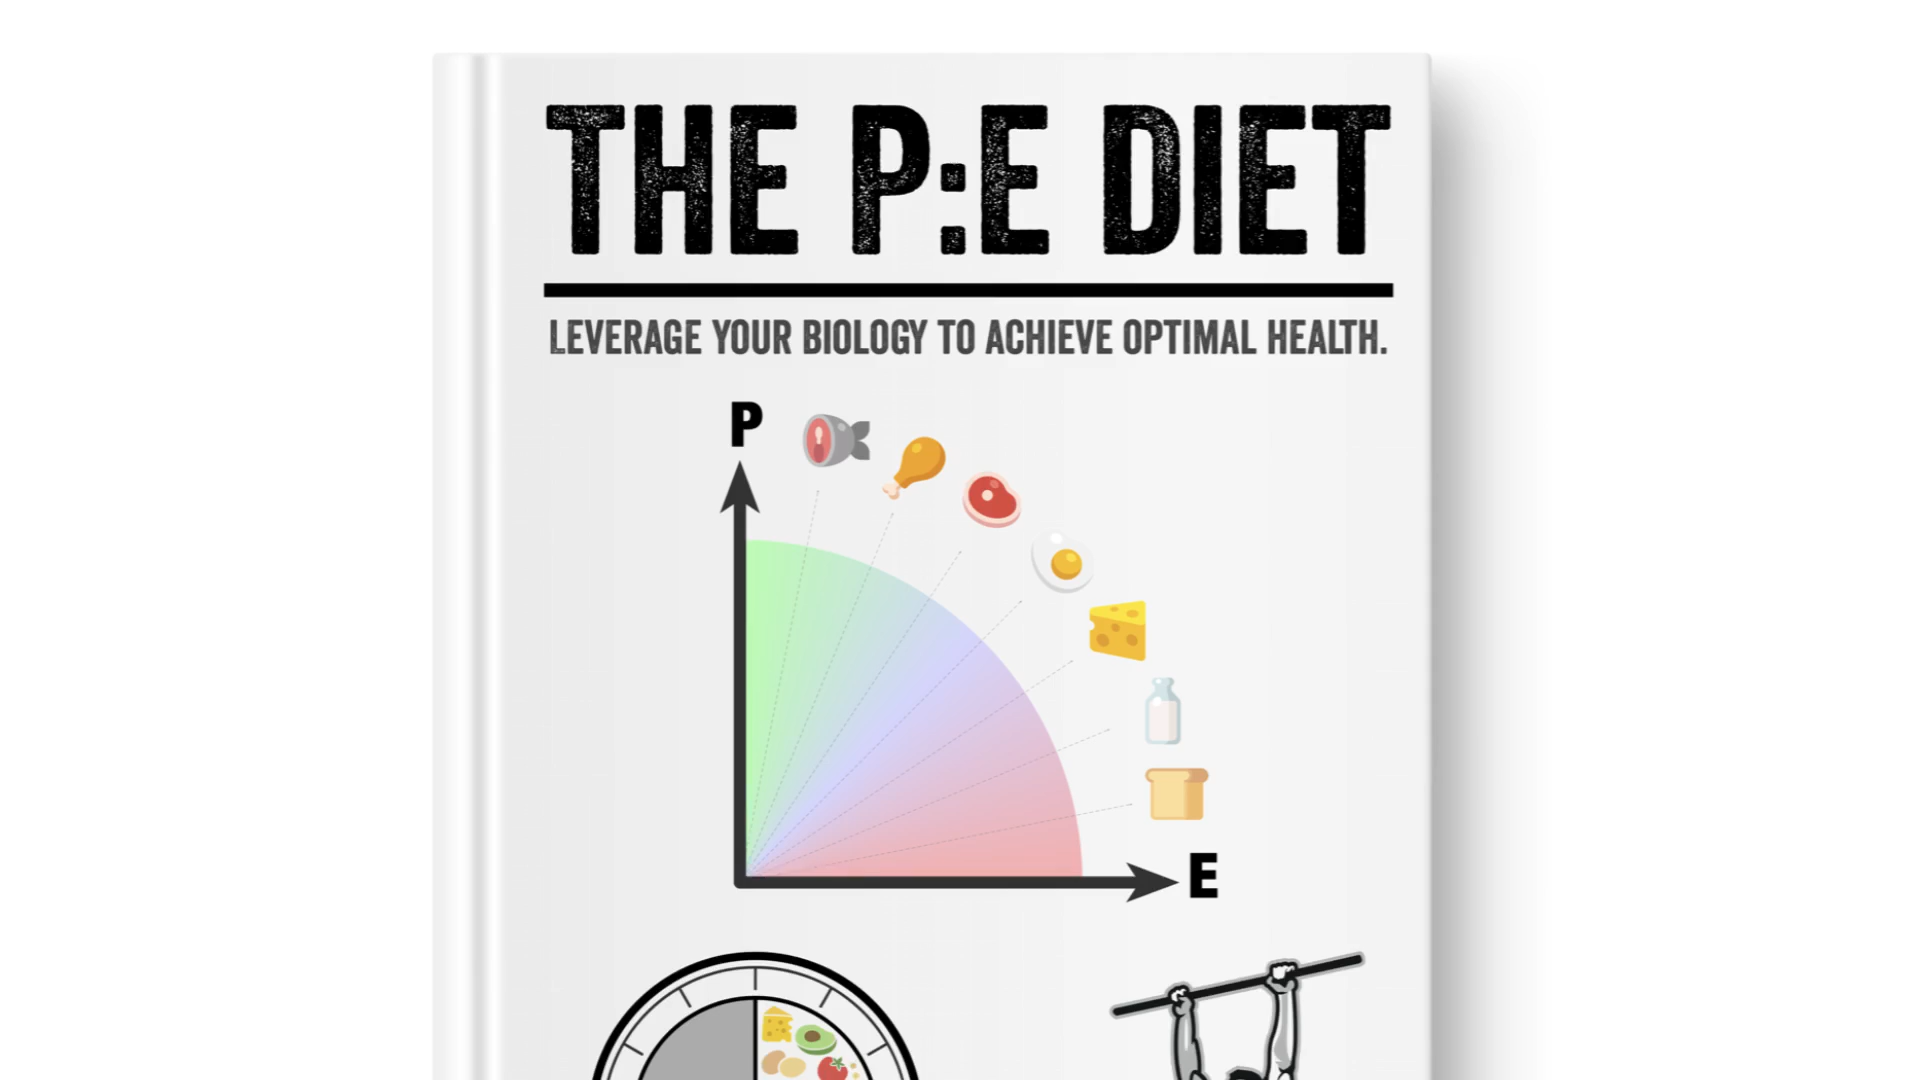 THE P:E DIET
LEVERAGE YOUR BIOLOGY TO ACHIEVE OPTIMAL HEALTH.
P
E